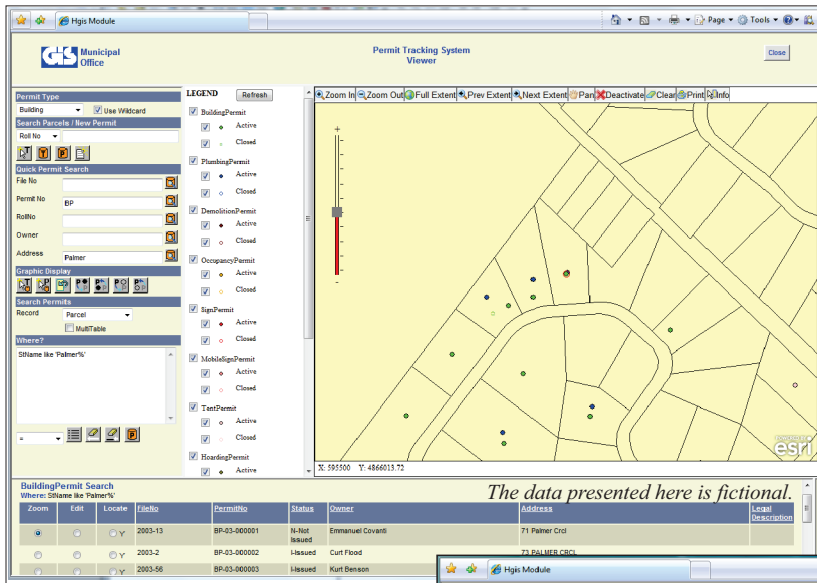 Hgis Module
Page Tools
GIS Municipal Office
Permit Tracking System
Viewer
Close
Permit Type
Building Use Wildcard
Search Parcels / New Permit
Roll No
Quick Permit Search
File No
Permit No BP
RollNo
Owner
Address Palmer
Graphic Display
Search Permits
Record Parcel
MultiTable
Where?
StName like 'Palmer%'
=
LEGEND Refresh
BuildingPermit
Active
Closed
PlumbingPermit
Active
Closed
DemolitionPermit
Active
Closed
OccupancyPermit
Active
Closed
SignPermit
Active
Closed
MobileSignPermit
Active
Closed
TantPermit
Active
Closed
HoardingPermit
Active
Zoom In Zoom Out Full Extent Prev Extent Next Extent Pan Deactivate Clear Print Info
+
-
esri
X: 595500 Y: 4866013.72
BuildingPermit Search
Where: StName like 'Palmer%'
The data presented here is fictional.
Zoom Edit Locate FileNo PermitNo Status Owner Address Legal Description
Y 2003-13 BP-03-000001 N-Not Issued Emmanuel Covanti 71 Palmer Crcl
Y 2003-2 BP-03-000002 I-Issued Curt Flood 73 PALMER CRCL
Y 2003-56 BP-03-000003 I-Issued Kurt Benson
Hgis Module